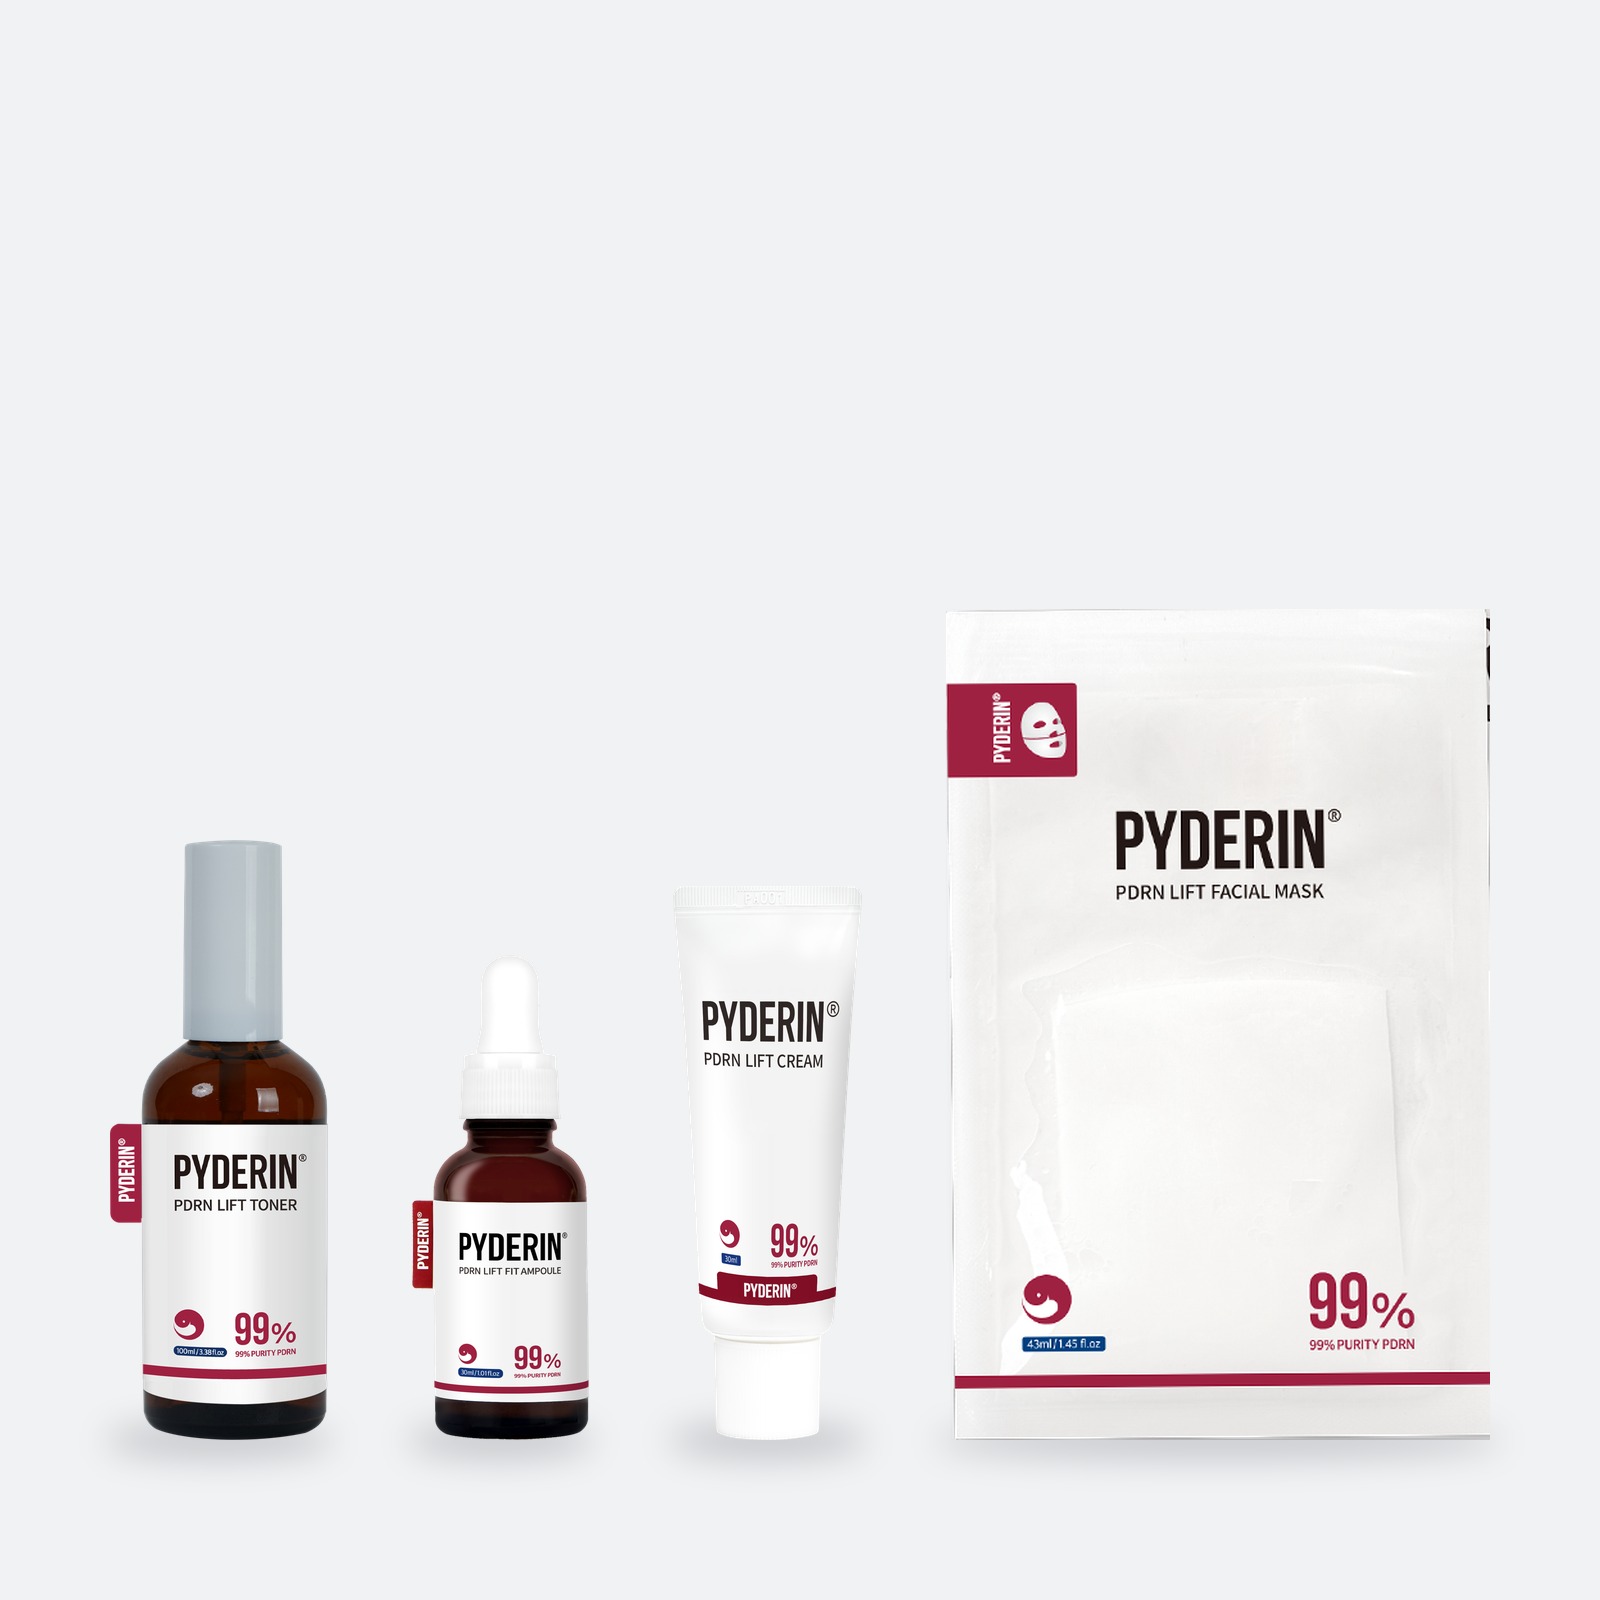 PYDERIN®
PYDERIN®
PDRN LIFT TONER
99%
100ml/3.38fl.oz
99% PURITY PDRN
PYDERIN®
PYDERIN®
PDRN LIFT FIT AMPOULE
99%
30ml/1.01fl.oz
99% PURITY PDRN
PYDERIN®
PDRN LIFT CREAM
99%
30ml
99% PURITY PDRN
PYDERIN®
PYDERIN®
PYDERIN®
PDRN LIFT FACIAL MASK
99%
43ml/1.45 fl.oz
99% PURITY PDRN